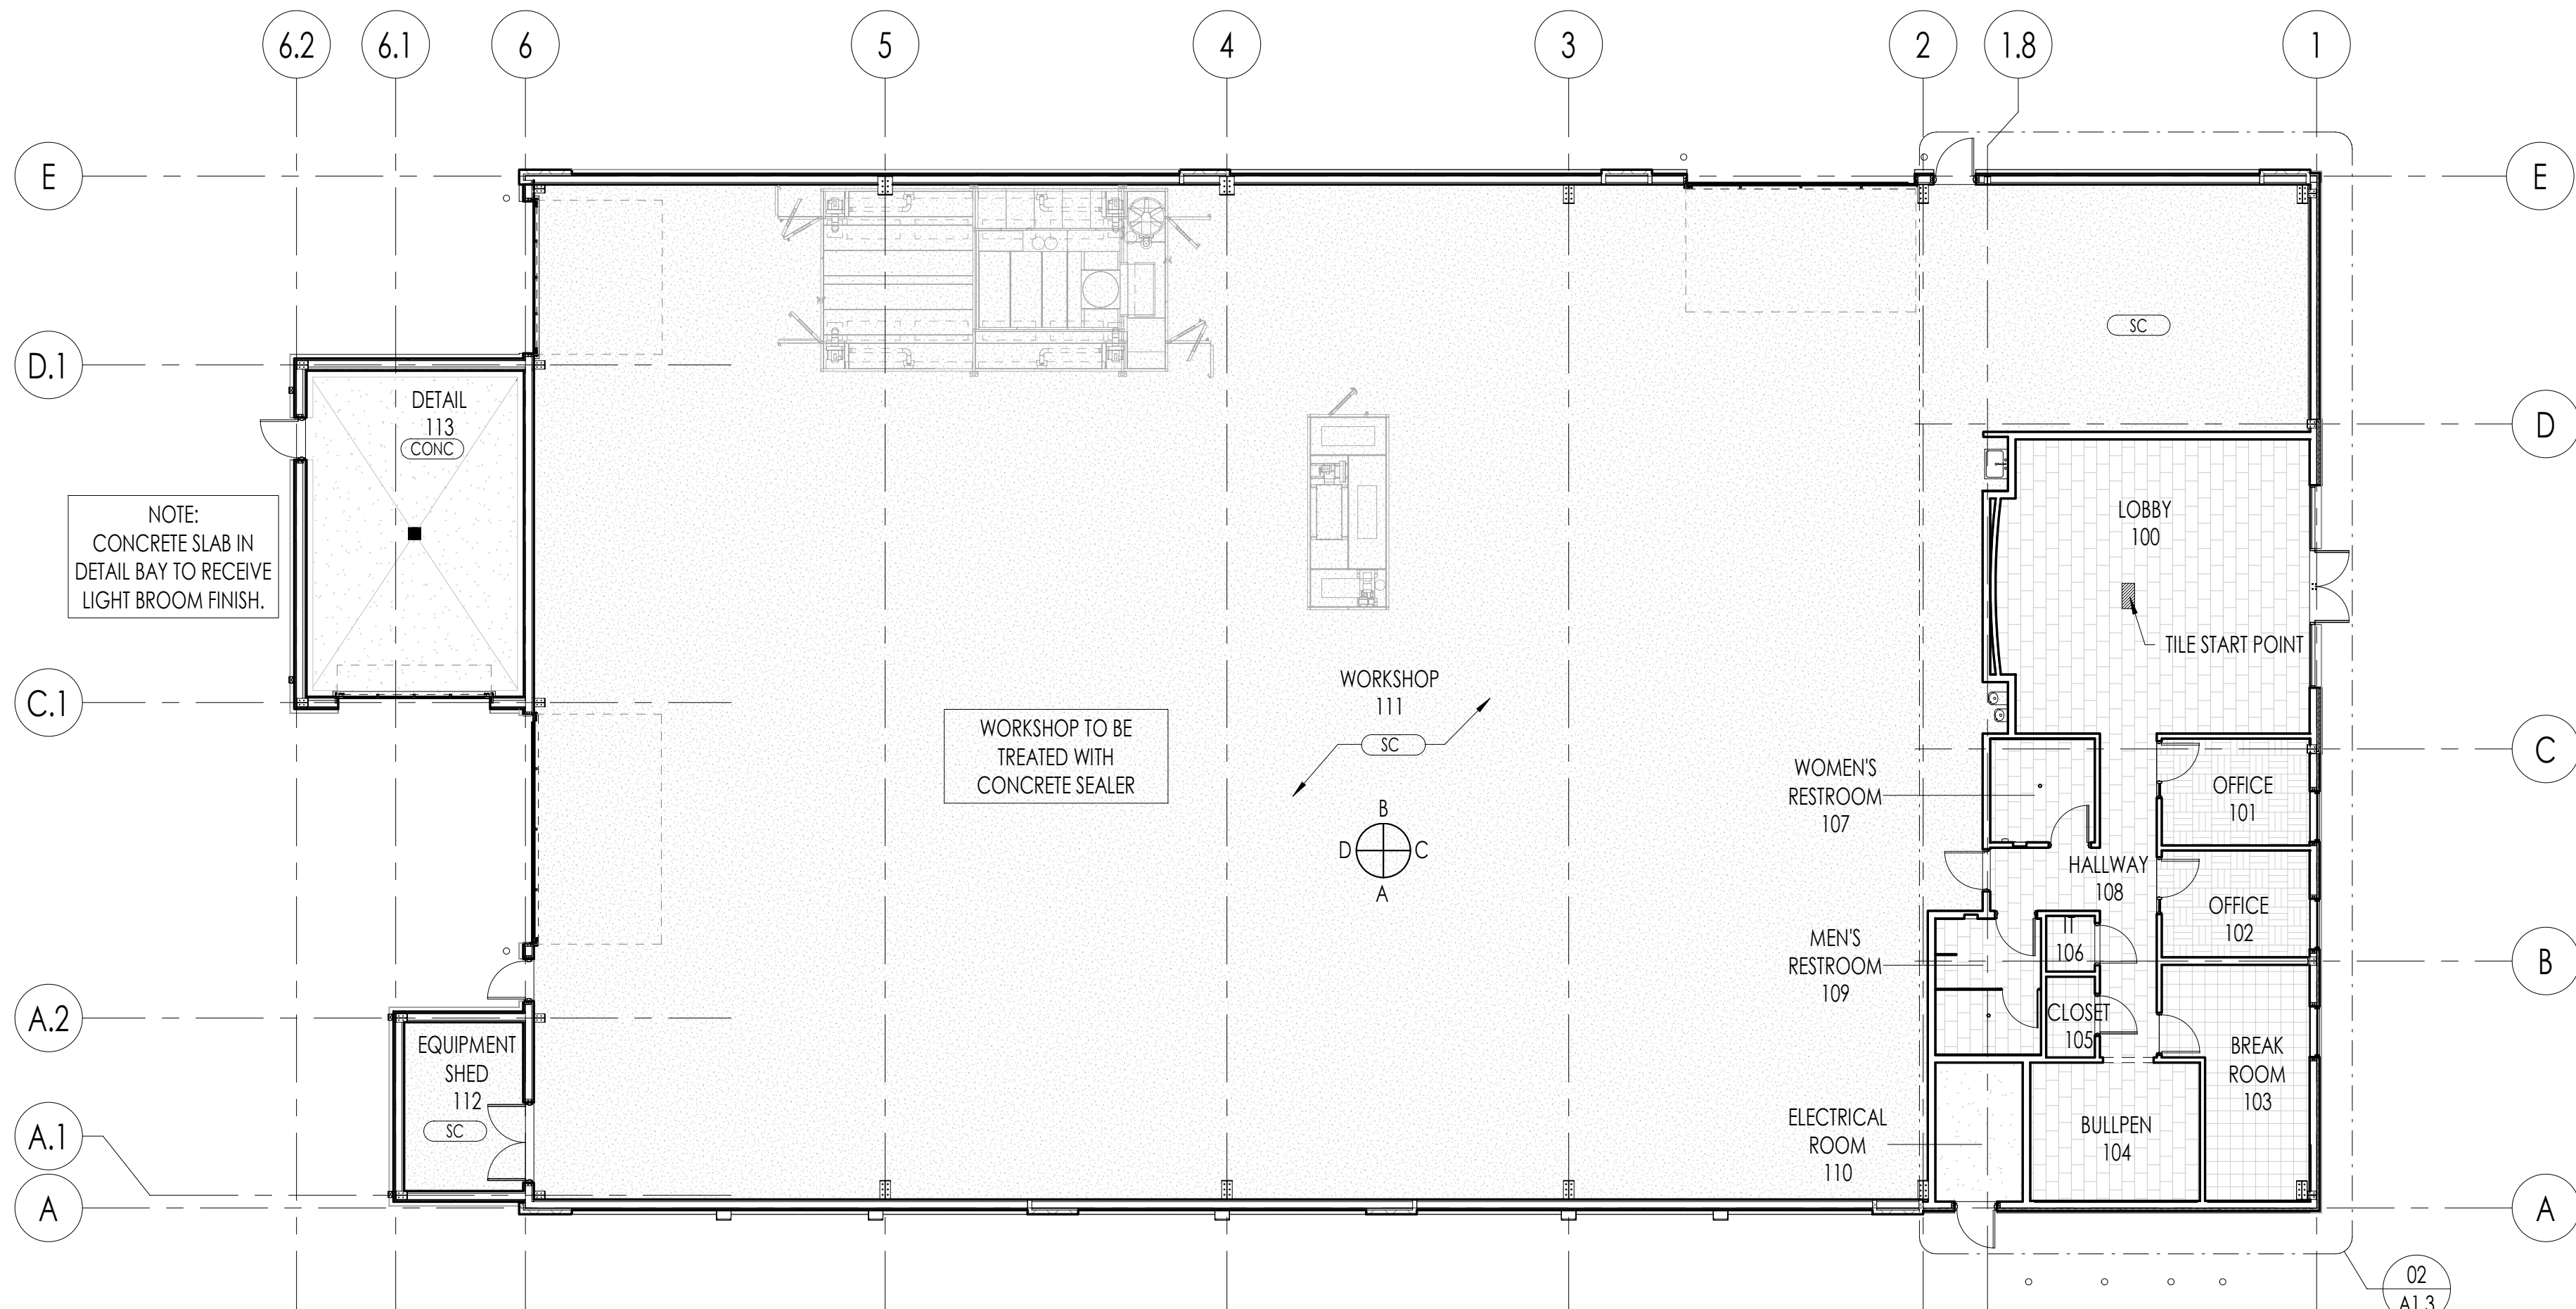 6.2
6.1
6
5
4
3
2
1.8
1
E
E
SC
D.1
DETAIL
113
CONC
D
NOTE:
CONCRETE SLAB IN
DETAIL BAY TO RECEIVE
LIGHT BROOM FINISH.
LOBBY
100
TILE START POINT
C.1
WORKSHOP
111
SC
WORKSHOP TO BE
TREATED WITH
CONCRETE SEALER
C
WOMEN'S
RESTROOM
107
OFFICE
101
B
D
C
A
HALLWAY
108
OFFICE
102
MEN'S
RESTROOM
109
IT
106
B
A.2
CLOSET
105
EQUIPMENT
SHED
112
SC
BREAK
ROOM
103
A.1
ELECTRICAL
ROOM
110
BULLPEN
104
A
A
02
A1.3